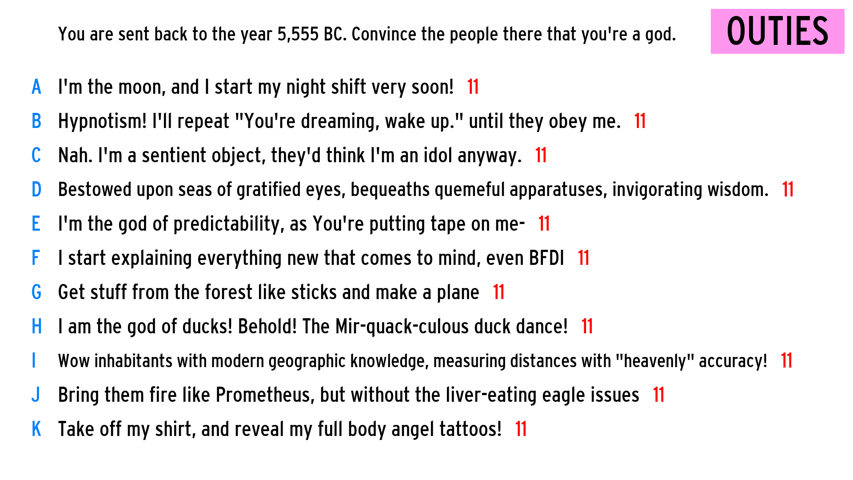 You are sent back to the year 5,555 BC. Convince the people there that you're a god.
OUTIES
A I'm the moon, and I start my night shift very soon! 11
B Hypnotism! I'll repeat "You're dreaming, wake up." until they obey me. 11
C Nah. I'm a sentient object, they'd think I'm an idol anyway. 11
D Bestowed upon seas of gratified eyes, bequeaths quemeful apparatuses, invigorating wisdom. 11
E I'm the god of predictability, as You're putting tape on me- 11
F I start explaining everything new that comes to mind, even BFDI 11
G Get stuff from the forest like sticks and make a plane 11
H I am the god of ducks! Behold! The Mir-quack-culous duck dance! 11
I Wow inhabitants with modern geographic knowledge, measuring distances with "heavenly" accuracy! 11
J Bring them fire like Prometheus, but without the liver-eating eagle issues 11
K Take off my shirt, and reveal my full body angel tattoos! 11